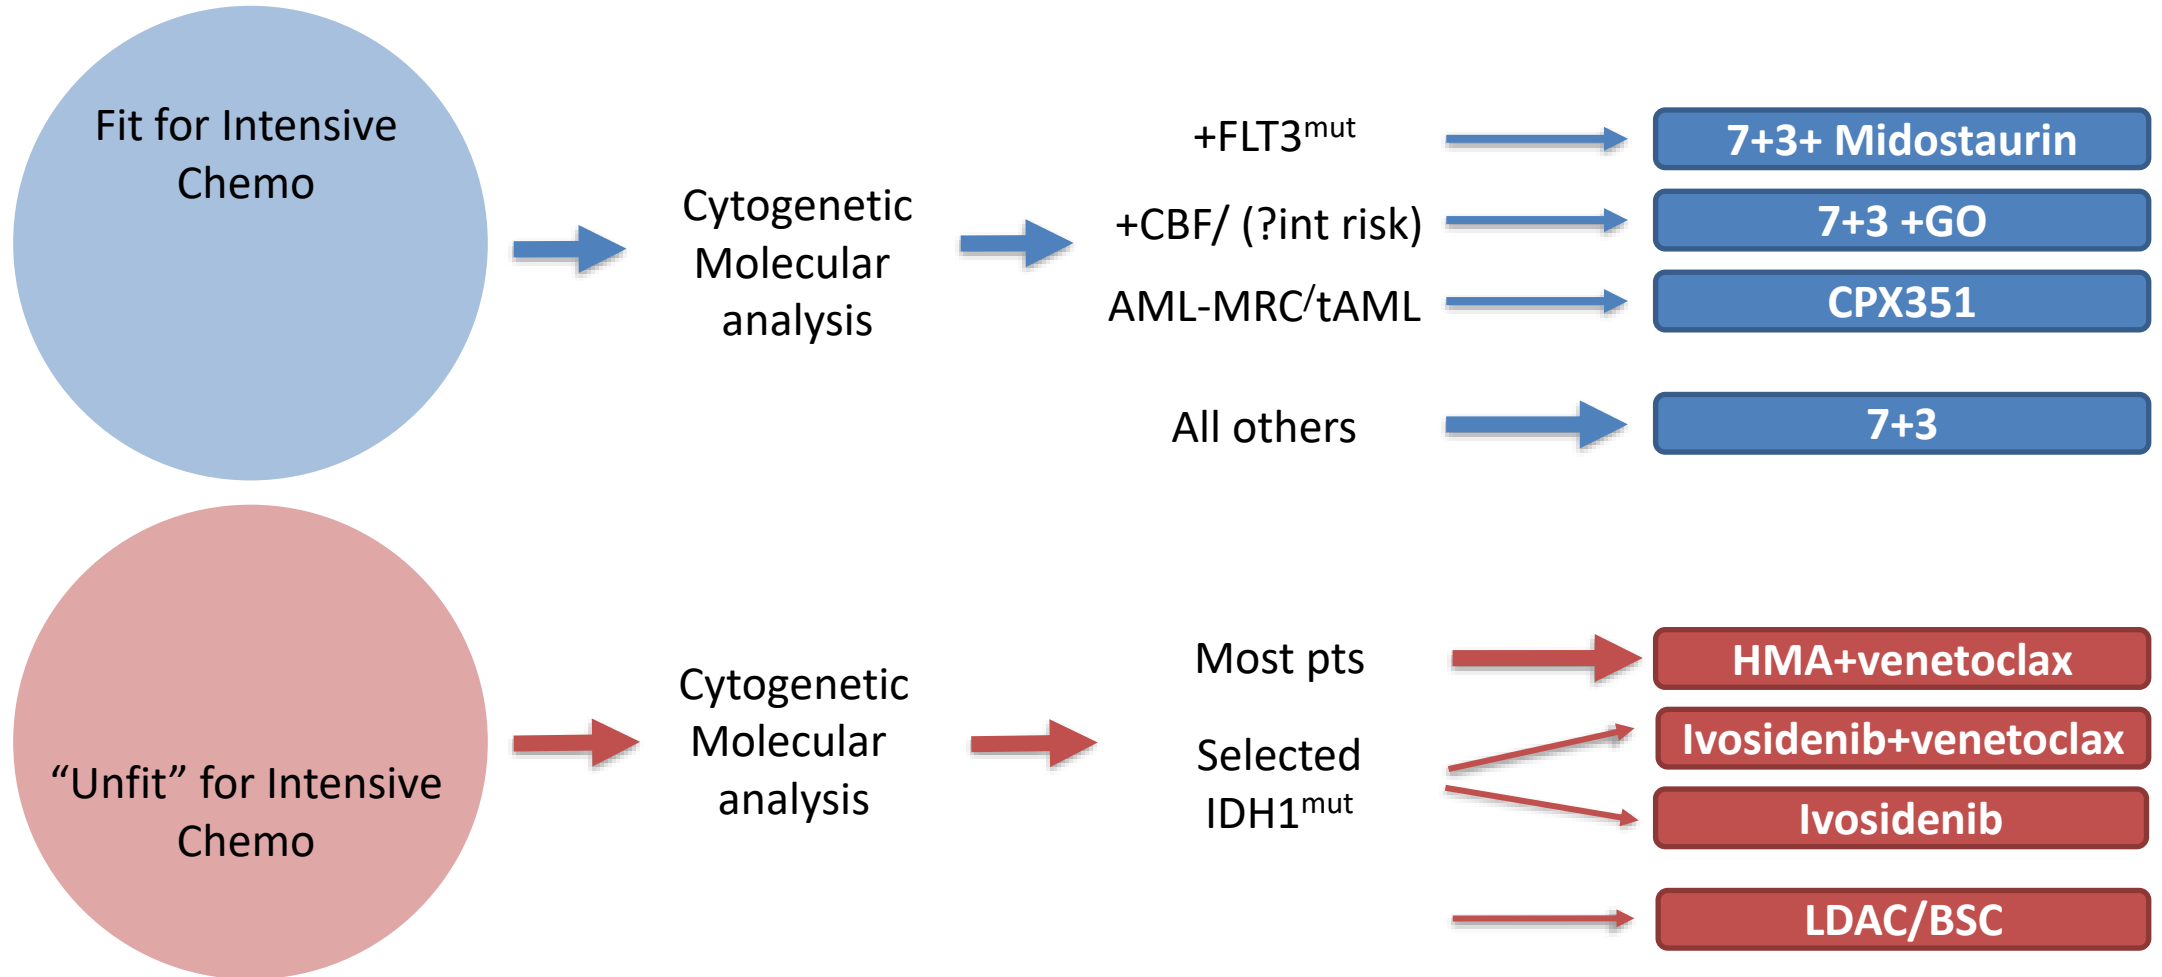 Fit for Intensive
Chemo
Cytogenetic
Molecular
analysis
+FLT3mut
7+3+ Midostaurin
+CBF/ (?int risk)
7+3 +GO
AML-MRC/tAML
CPX351
All others
7+3
"Unfit" for Intensive
Chemo
Cytogenetic
Molecular
analysis
Most pts
HMA+venetoclax
Selected
IDH1mut
Ivosidenib+venetoclax
Ivosidenib
LDAC/BSC